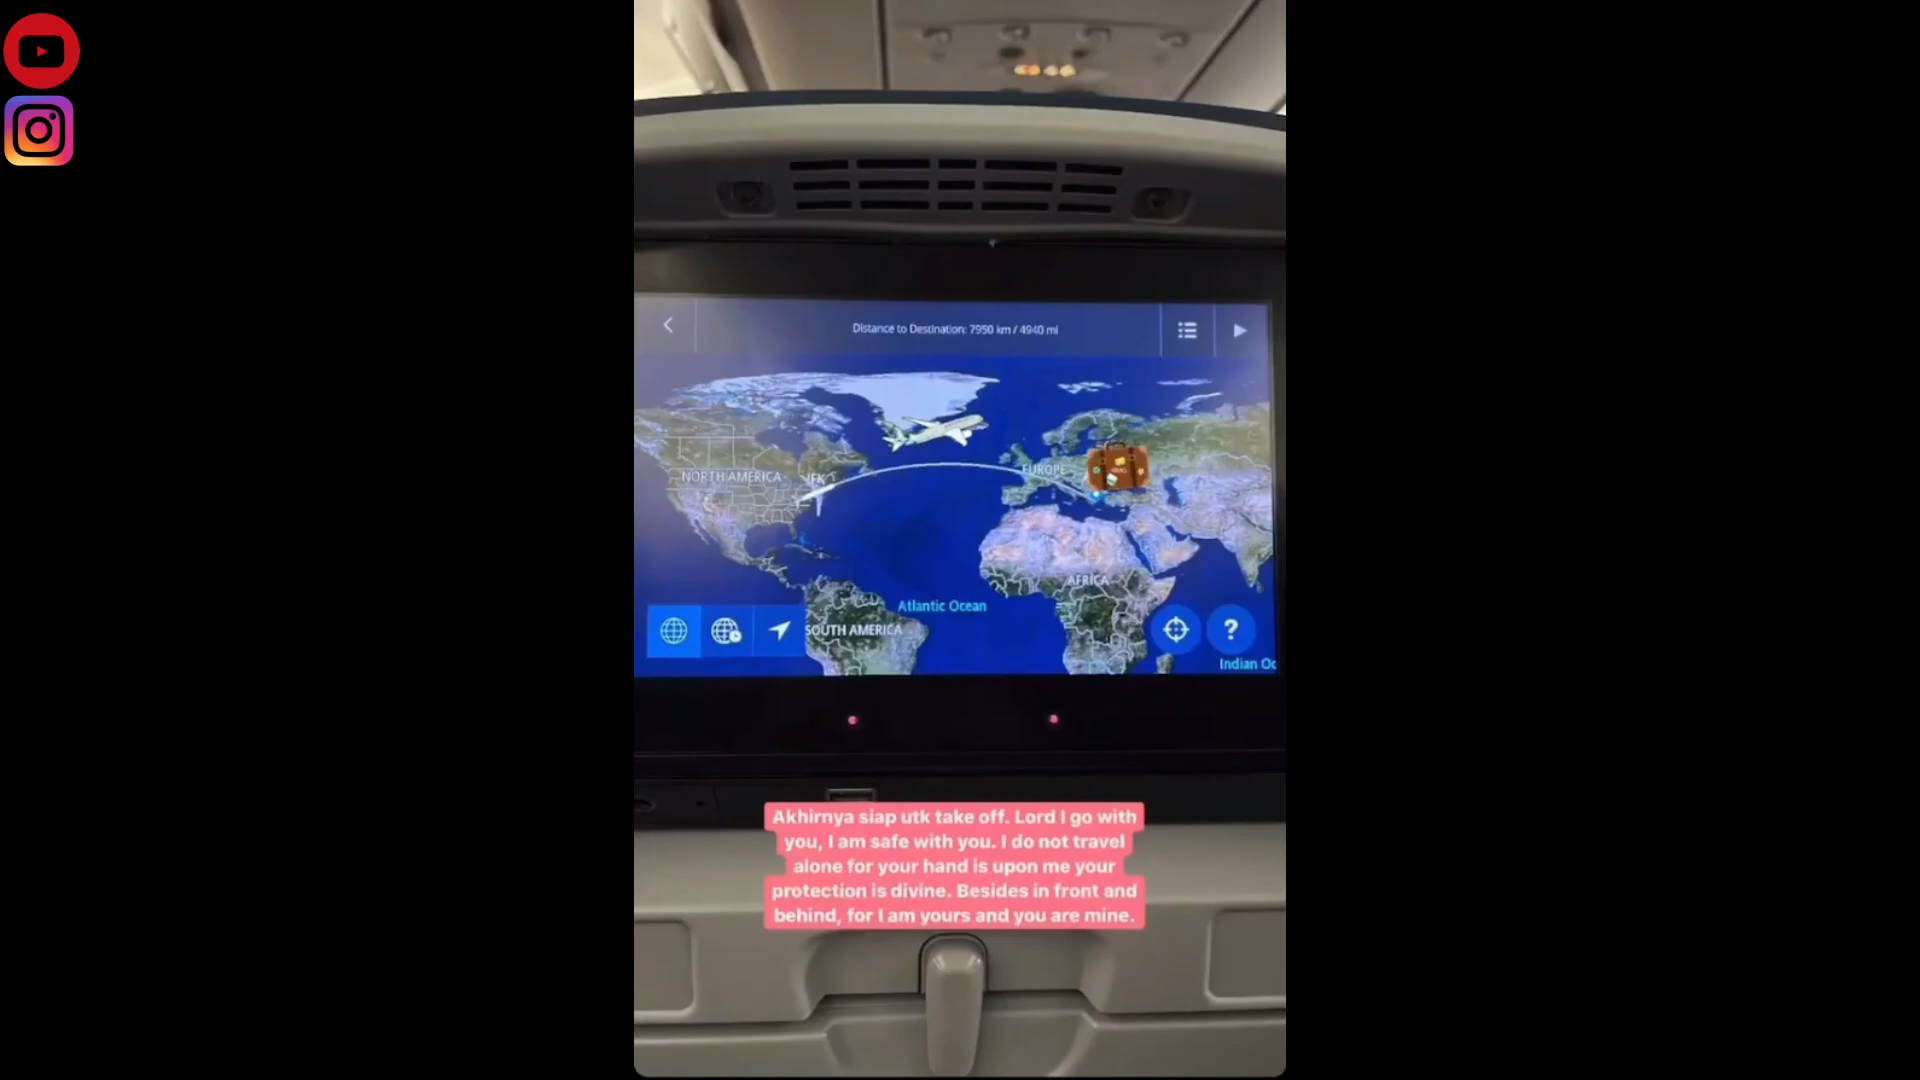 Distance to Destination: 7950 km / 4940 mi
NORTH AMERICA
JFK
EUROPE
AFRICA
Atlantic Ocean
SOUTH AMERICA
?
Indian Oc
Akhirnya siap utk take off. Lord I go with
you, I am safe with you. I do not travel
alone for your hand is upon me your
protection is divine. Besides in front and
behind, for I am yours and you are mine.